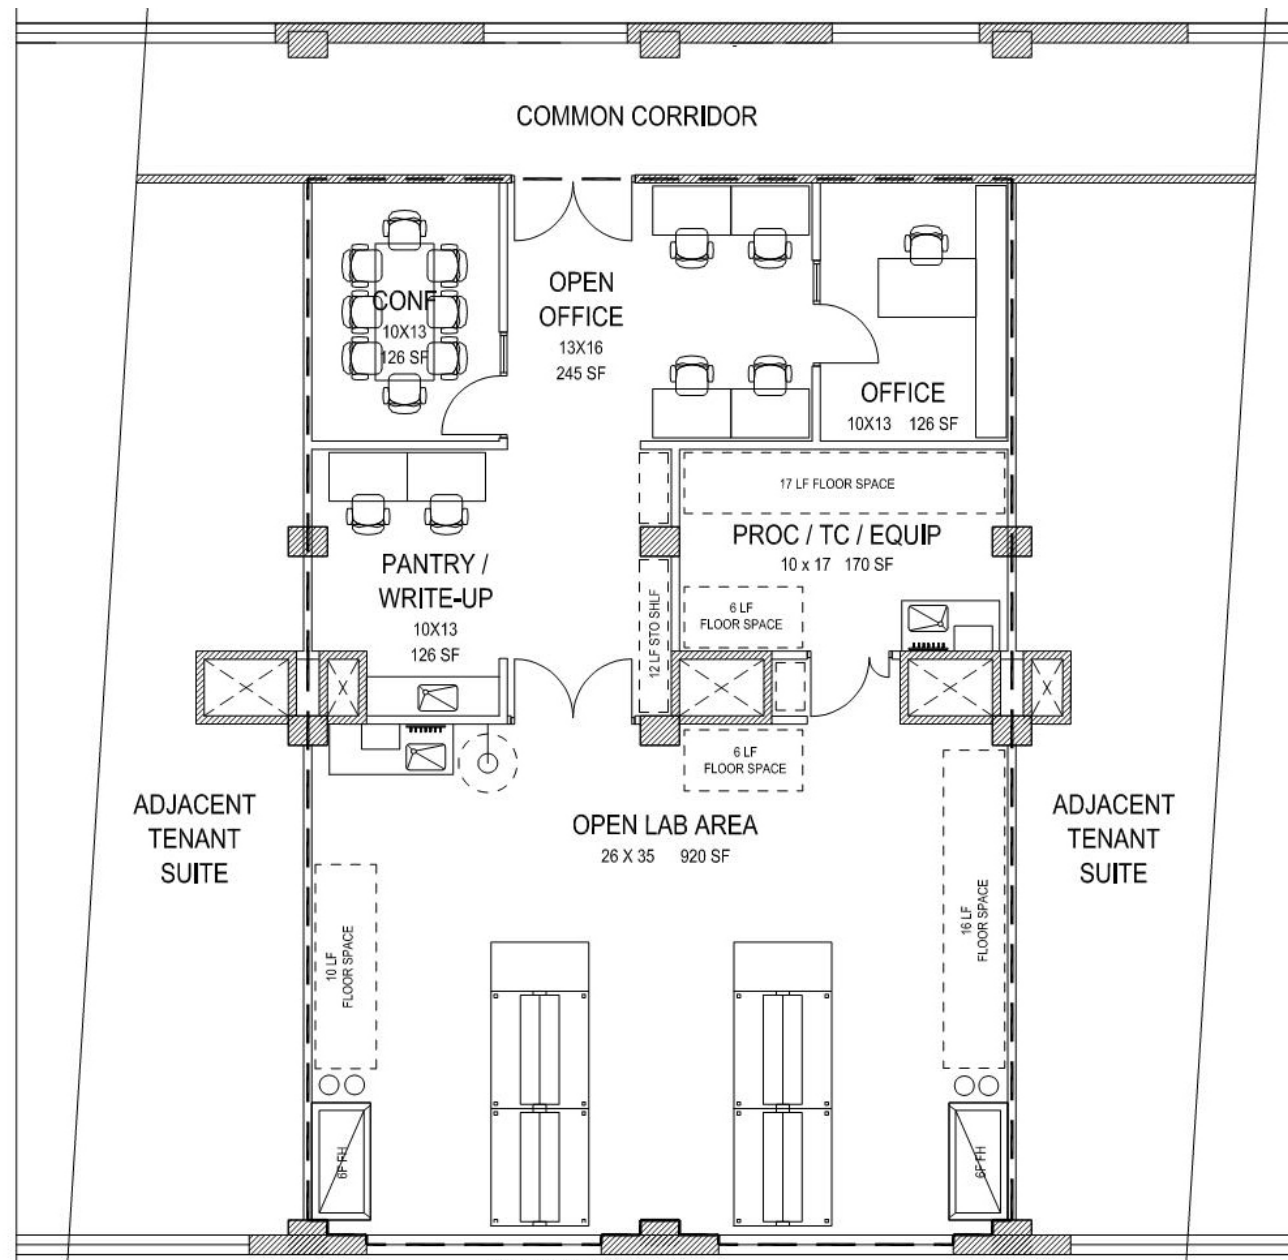 COMMON CORRIDOR
CONF
10X13
126 SF
OPEN
OFFICE
13X16
245 SF
OFFICE
10X13 126 SF
17 LF FLOOR SPACE
PROC / TC / EQUIP
10 x 17 170 SF
6 LF
FLOOR SPACE
PANTRY /
WRITE-UP
10X13
126 SF
12 LF STO SHLF
6 LF
FLOOR SPACE
ADJACENT
TENANT
SUITE
OPEN LAB AREA
26 X 35 920 SF
ADJACENT
TENANT
SUITE
10 LF
FLOOR SPACE
16 LF
FLOOR SPACE
6F FH
6F FH